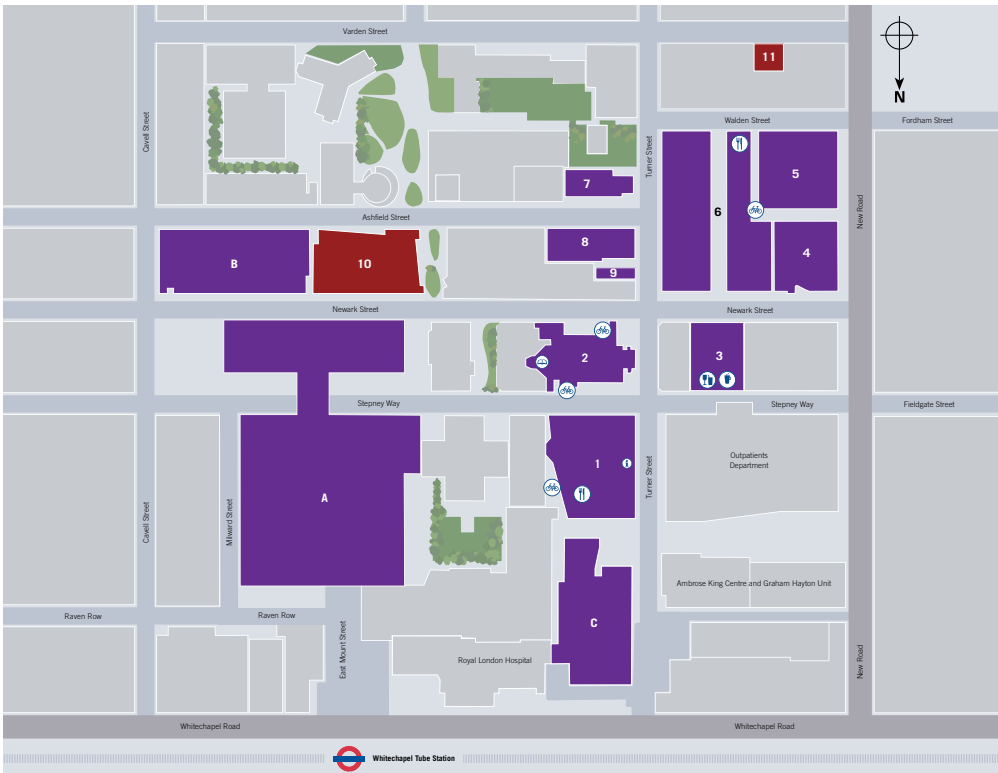 Varden Street
11
N
Cavell Street
Turner Street
Walden Street
Fordham Street
5
7
6
New Road
Ashfield Street
8
4
B
10
9
Newark Street
Newark Street
2
3
Stepney Way
Stepney Way
Fieldgate Street
1
i
Outpatients
Department
Turner Street
A
Milward Street
Cavell Street
Ambrose King Centre and Graham Hayton Unit
Raven Row
Raven Row
C
East Mount Street
Royal London Hospital
New Road
Whitechapel Road
Whitechapel Road
Whitechapel Tube Station